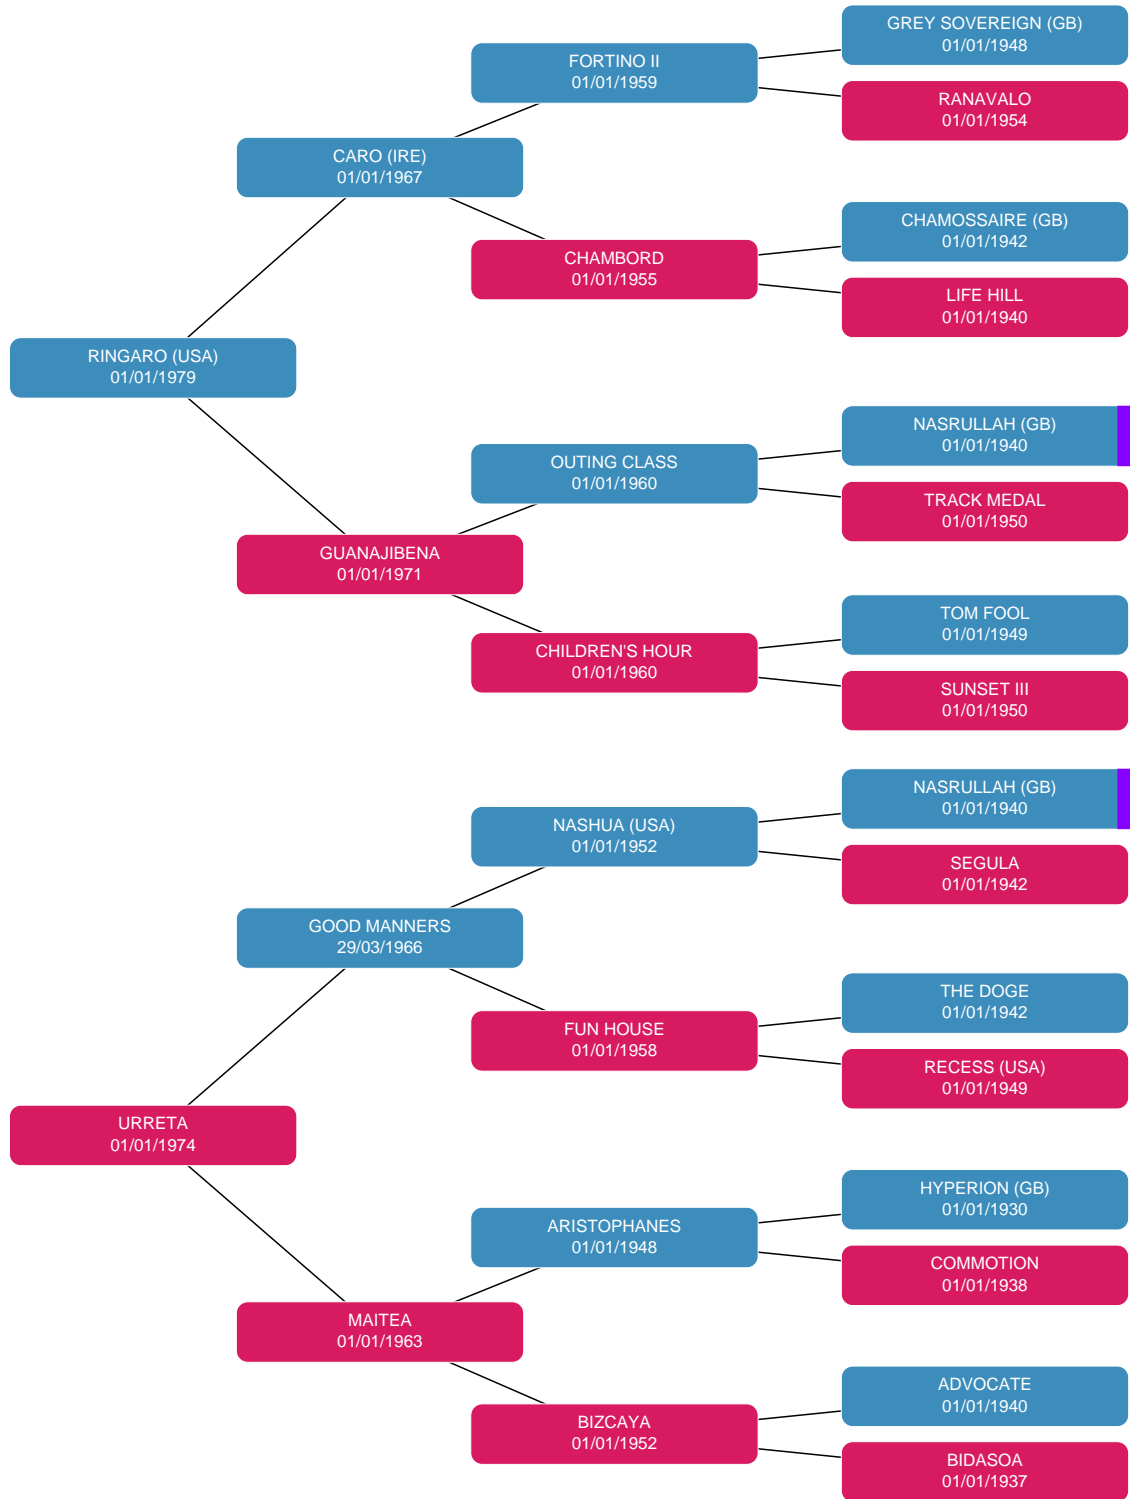 GREY SOVEREIGN (GB)
01/01/1948
FORTINO II
01/01/1959
RANAVALO
01/01/1954
CARO (IRE)
01/01/1967
CHAMOSSAIRE (GB)
01/01/1942
CHAMBORD
01/01/1955
LIFE HILL
01/01/1940
RINGARO (USA)
01/01/1979
NASRULLAH (GB)
01/01/1940
OUTING CLASS
01/01/1960
TRACK MEDAL
01/01/1950
GUANAJIBENA
01/01/1971
TOM FOOL
01/01/1949
CHILDREN'S HOUR
01/01/1960
SUNSET III
01/01/1950
NASRULLAH (GB)
01/01/1940
NASHUA (USA)
01/01/1952
SEGULA
01/01/1942
GOOD MANNERS
29/03/1966
THE DOGE
01/01/1942
FUN HOUSE
01/01/1958
RECESS (USA)
01/01/1949
URRETA
01/01/1974
HYPERION (GB)
01/01/1930
ARISTOPHANES
01/01/1948
COMMOTION
01/01/1938
MAITEA
01/01/1963
ADVOCATE
01/01/1940
BIZCAYA
01/01/1952
BIDASOA
01/01/1937